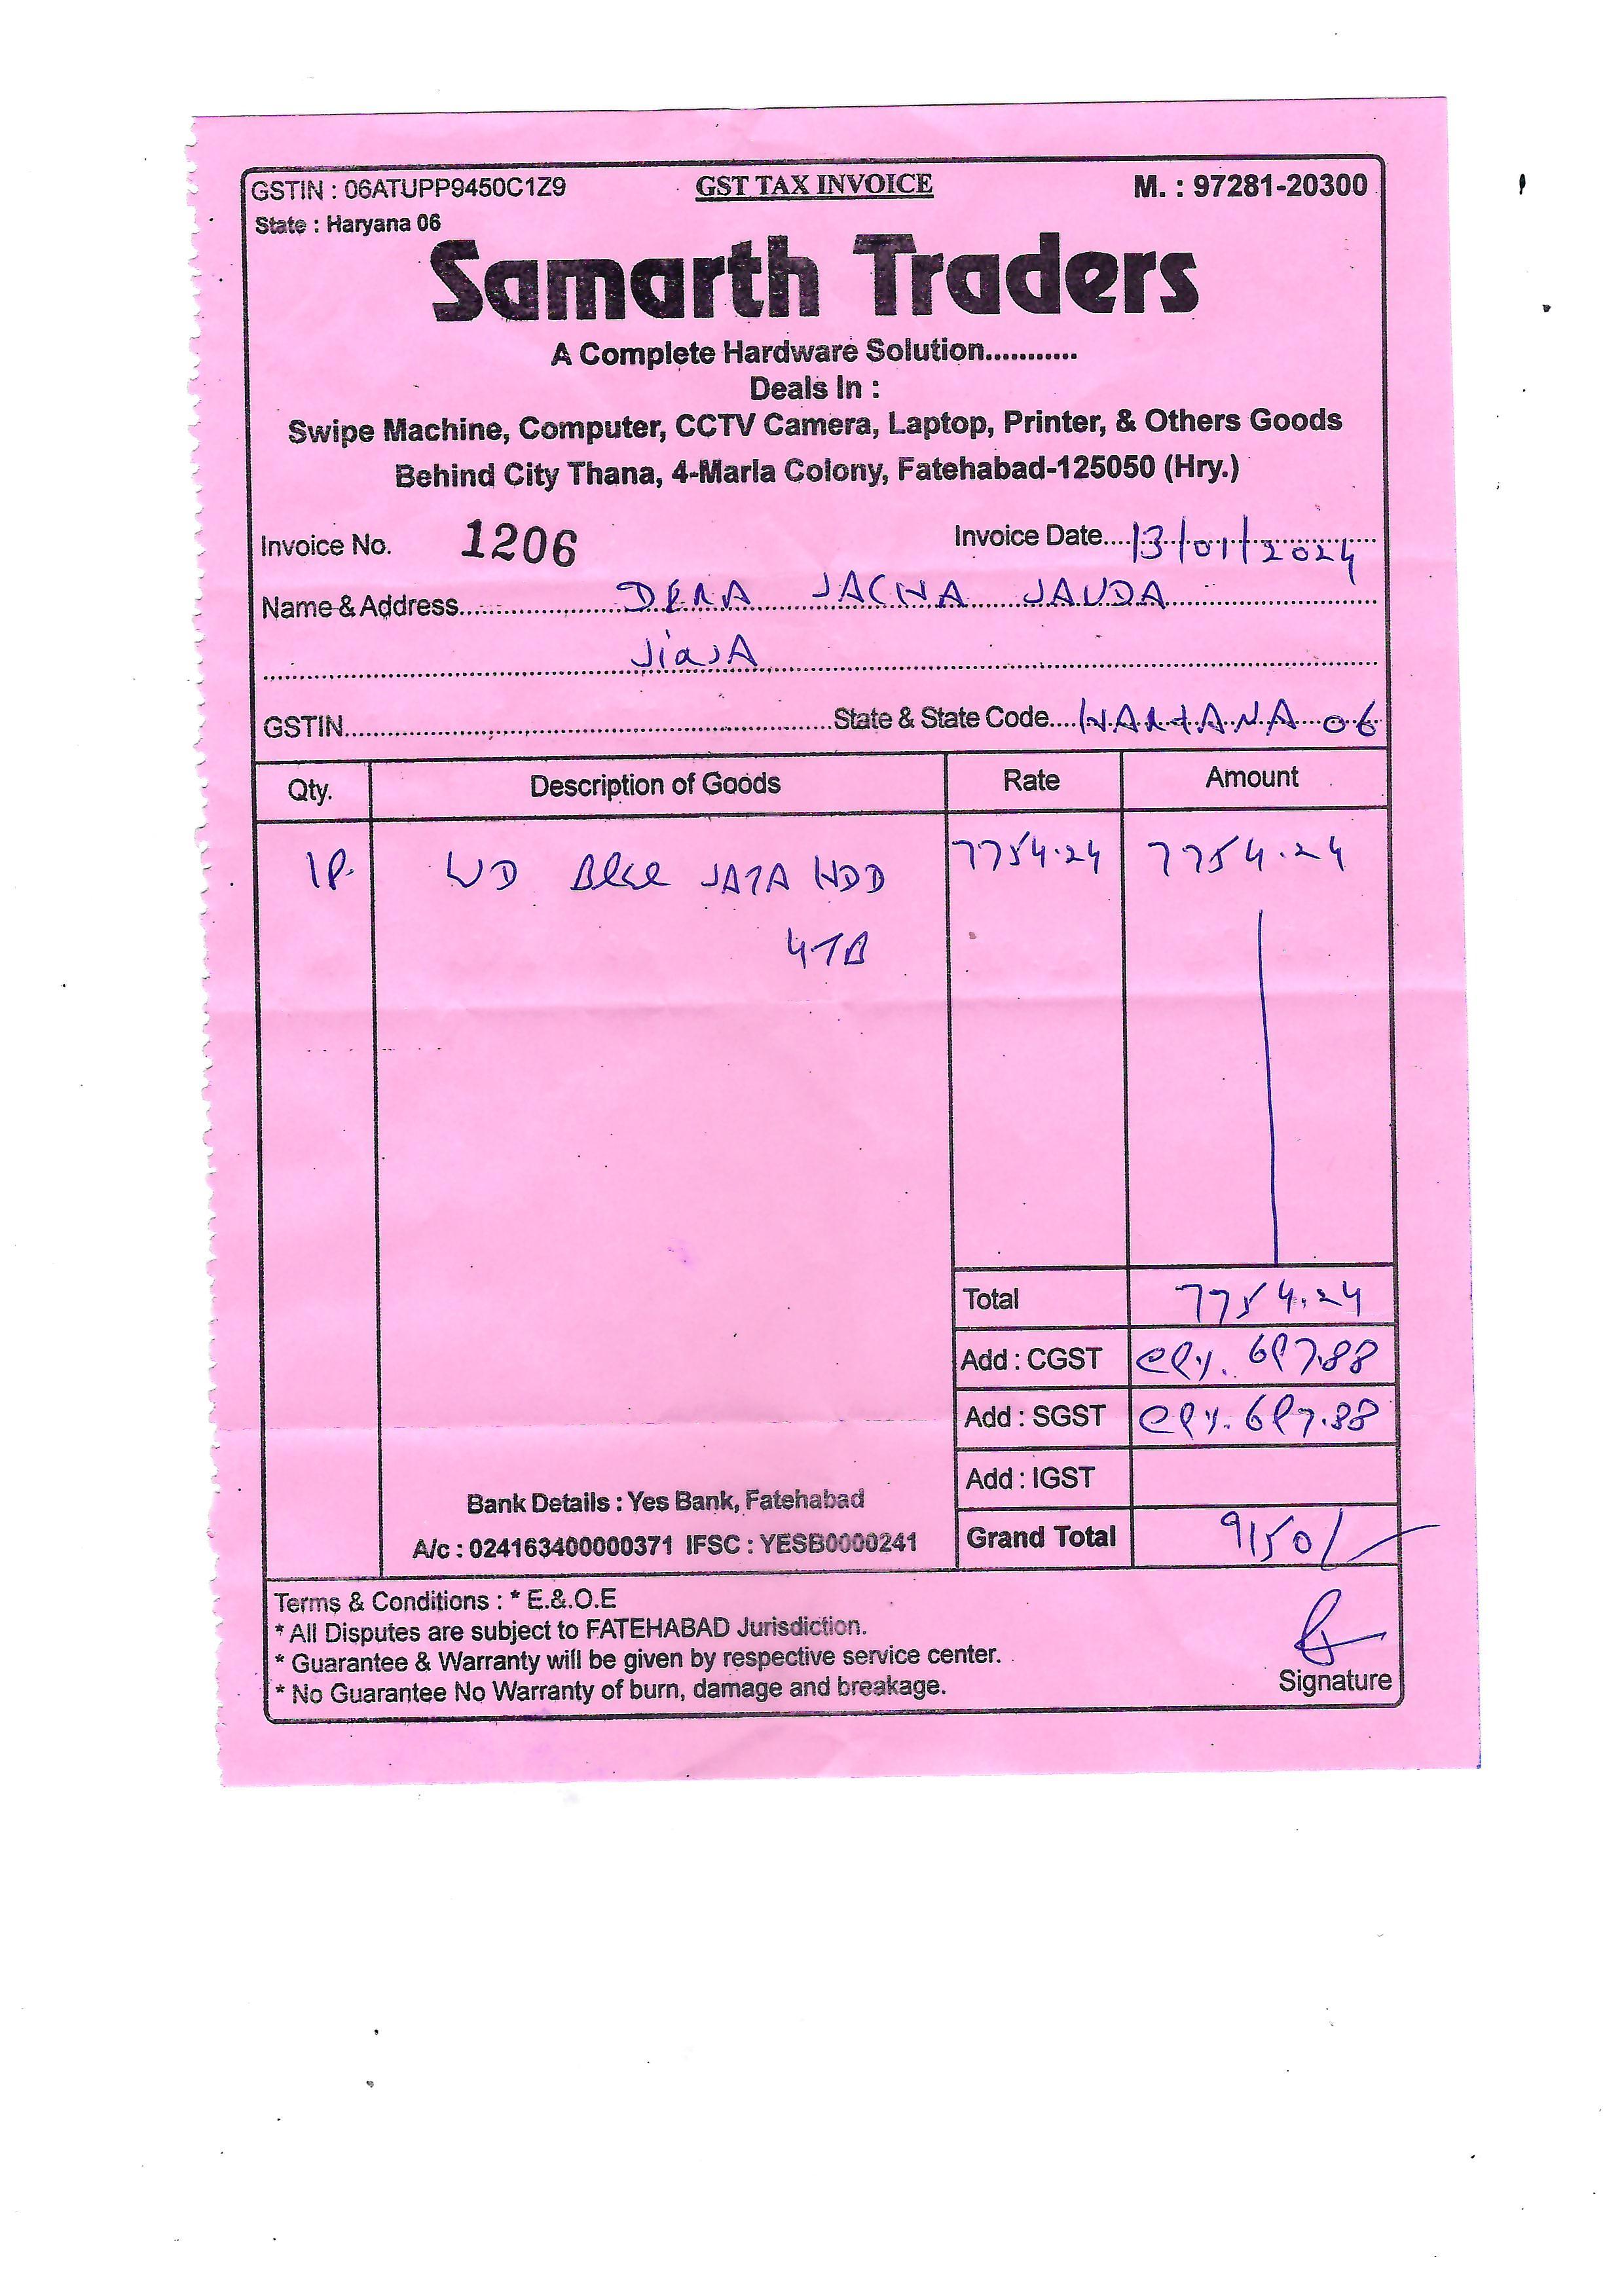 GSTIN : 06ATUPP9450C1Z9 GST TAX INVOICE M. : 97281-20300
State : Haryana 06
Samarth Traders
A Complete Hardware Solution............
Deals In :
Swipe Machine, Computer, CCTV Camera, Laptop, Printer, & Others Goods
Behind City Thana, 4-Marla Colony, Fatehabad-125050 (Hry.)
Invoice No. 1206 Invoice Date....13/01/2024
Name & Address....... DERA
GSTIN.......State & State Code....HARYANA 06
Qty. Description of Goods Rate Amount
1P. WD SATA HDD 7754.24 7754.24
4TB
Total 7754.24
Add : CGST @9%. 697.88
Add : SGST @9%. 697.88
Add : IGST
Bank Details : Yes Bank, Fatehabad
A/c : 024163400000371 IFSC : YESB0000241
Grand Total 9150/-
Terms & Conditions : * E.&.O.E
* All Disputes are subject to FATEHABAD Jurisdiction.
* Guarantee & Warranty will be given by respective service center.
* No Guarantee No Warranty of burn, damage and breakage.
Signature